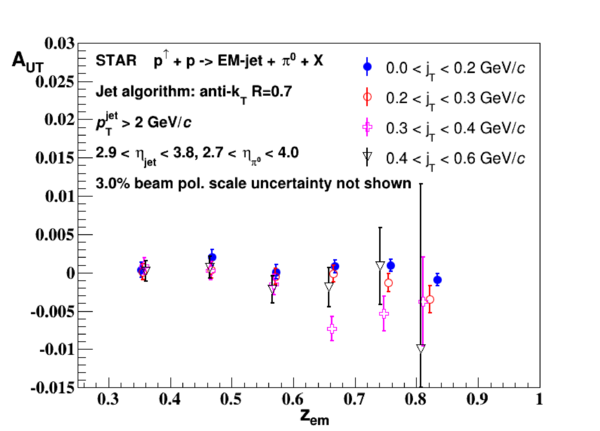 0.03
A_UT
0.025
0.02
0.015
0.01
0.005
0
-0.005
-0.01
-0.015
STAR p↑ + p -> EM-jet + π⁰ + X
Jet algorithm: anti-k_T R=0.7
p_T^jet > 2 GeV/c
2.9 < η_jet < 3.8, 2.7 < η_π⁰ < 4.0
3.0% beam pol. scale uncertainty not shown
0.0 < j_T < 0.2 GeV/c
0.2 < j_T < 0.3 GeV/c
0.3 < j_T < 0.4 GeV/c
0.4 < j_T < 0.6 GeV/c
0.3 0.4 0.5 0.6 0.7 0.8 0.9 1
z_em